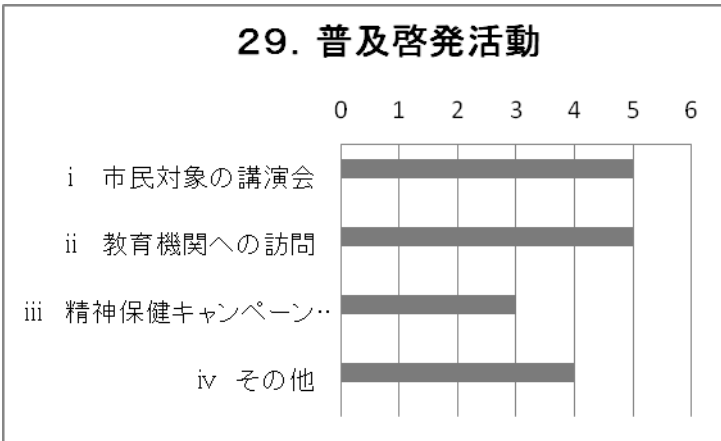 29．普及啓発活動
0 1 2 3 4 5 6
ⅰ 市民対象の講演会
ⅱ 教育機関への訪問
ⅲ 精神保健キャンペーン‥
ⅳ その他